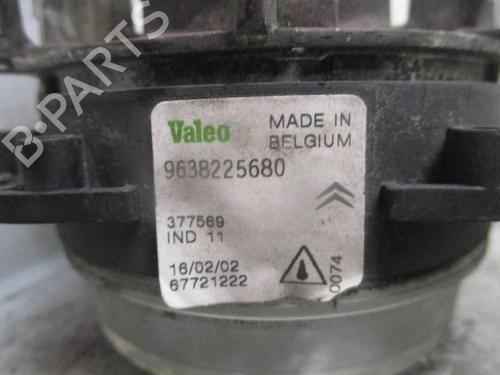 B-PARTS
Valeo
MADE IN
BELGIUM
9638225680
377569
IND 11
16/02/02
67721222
0074